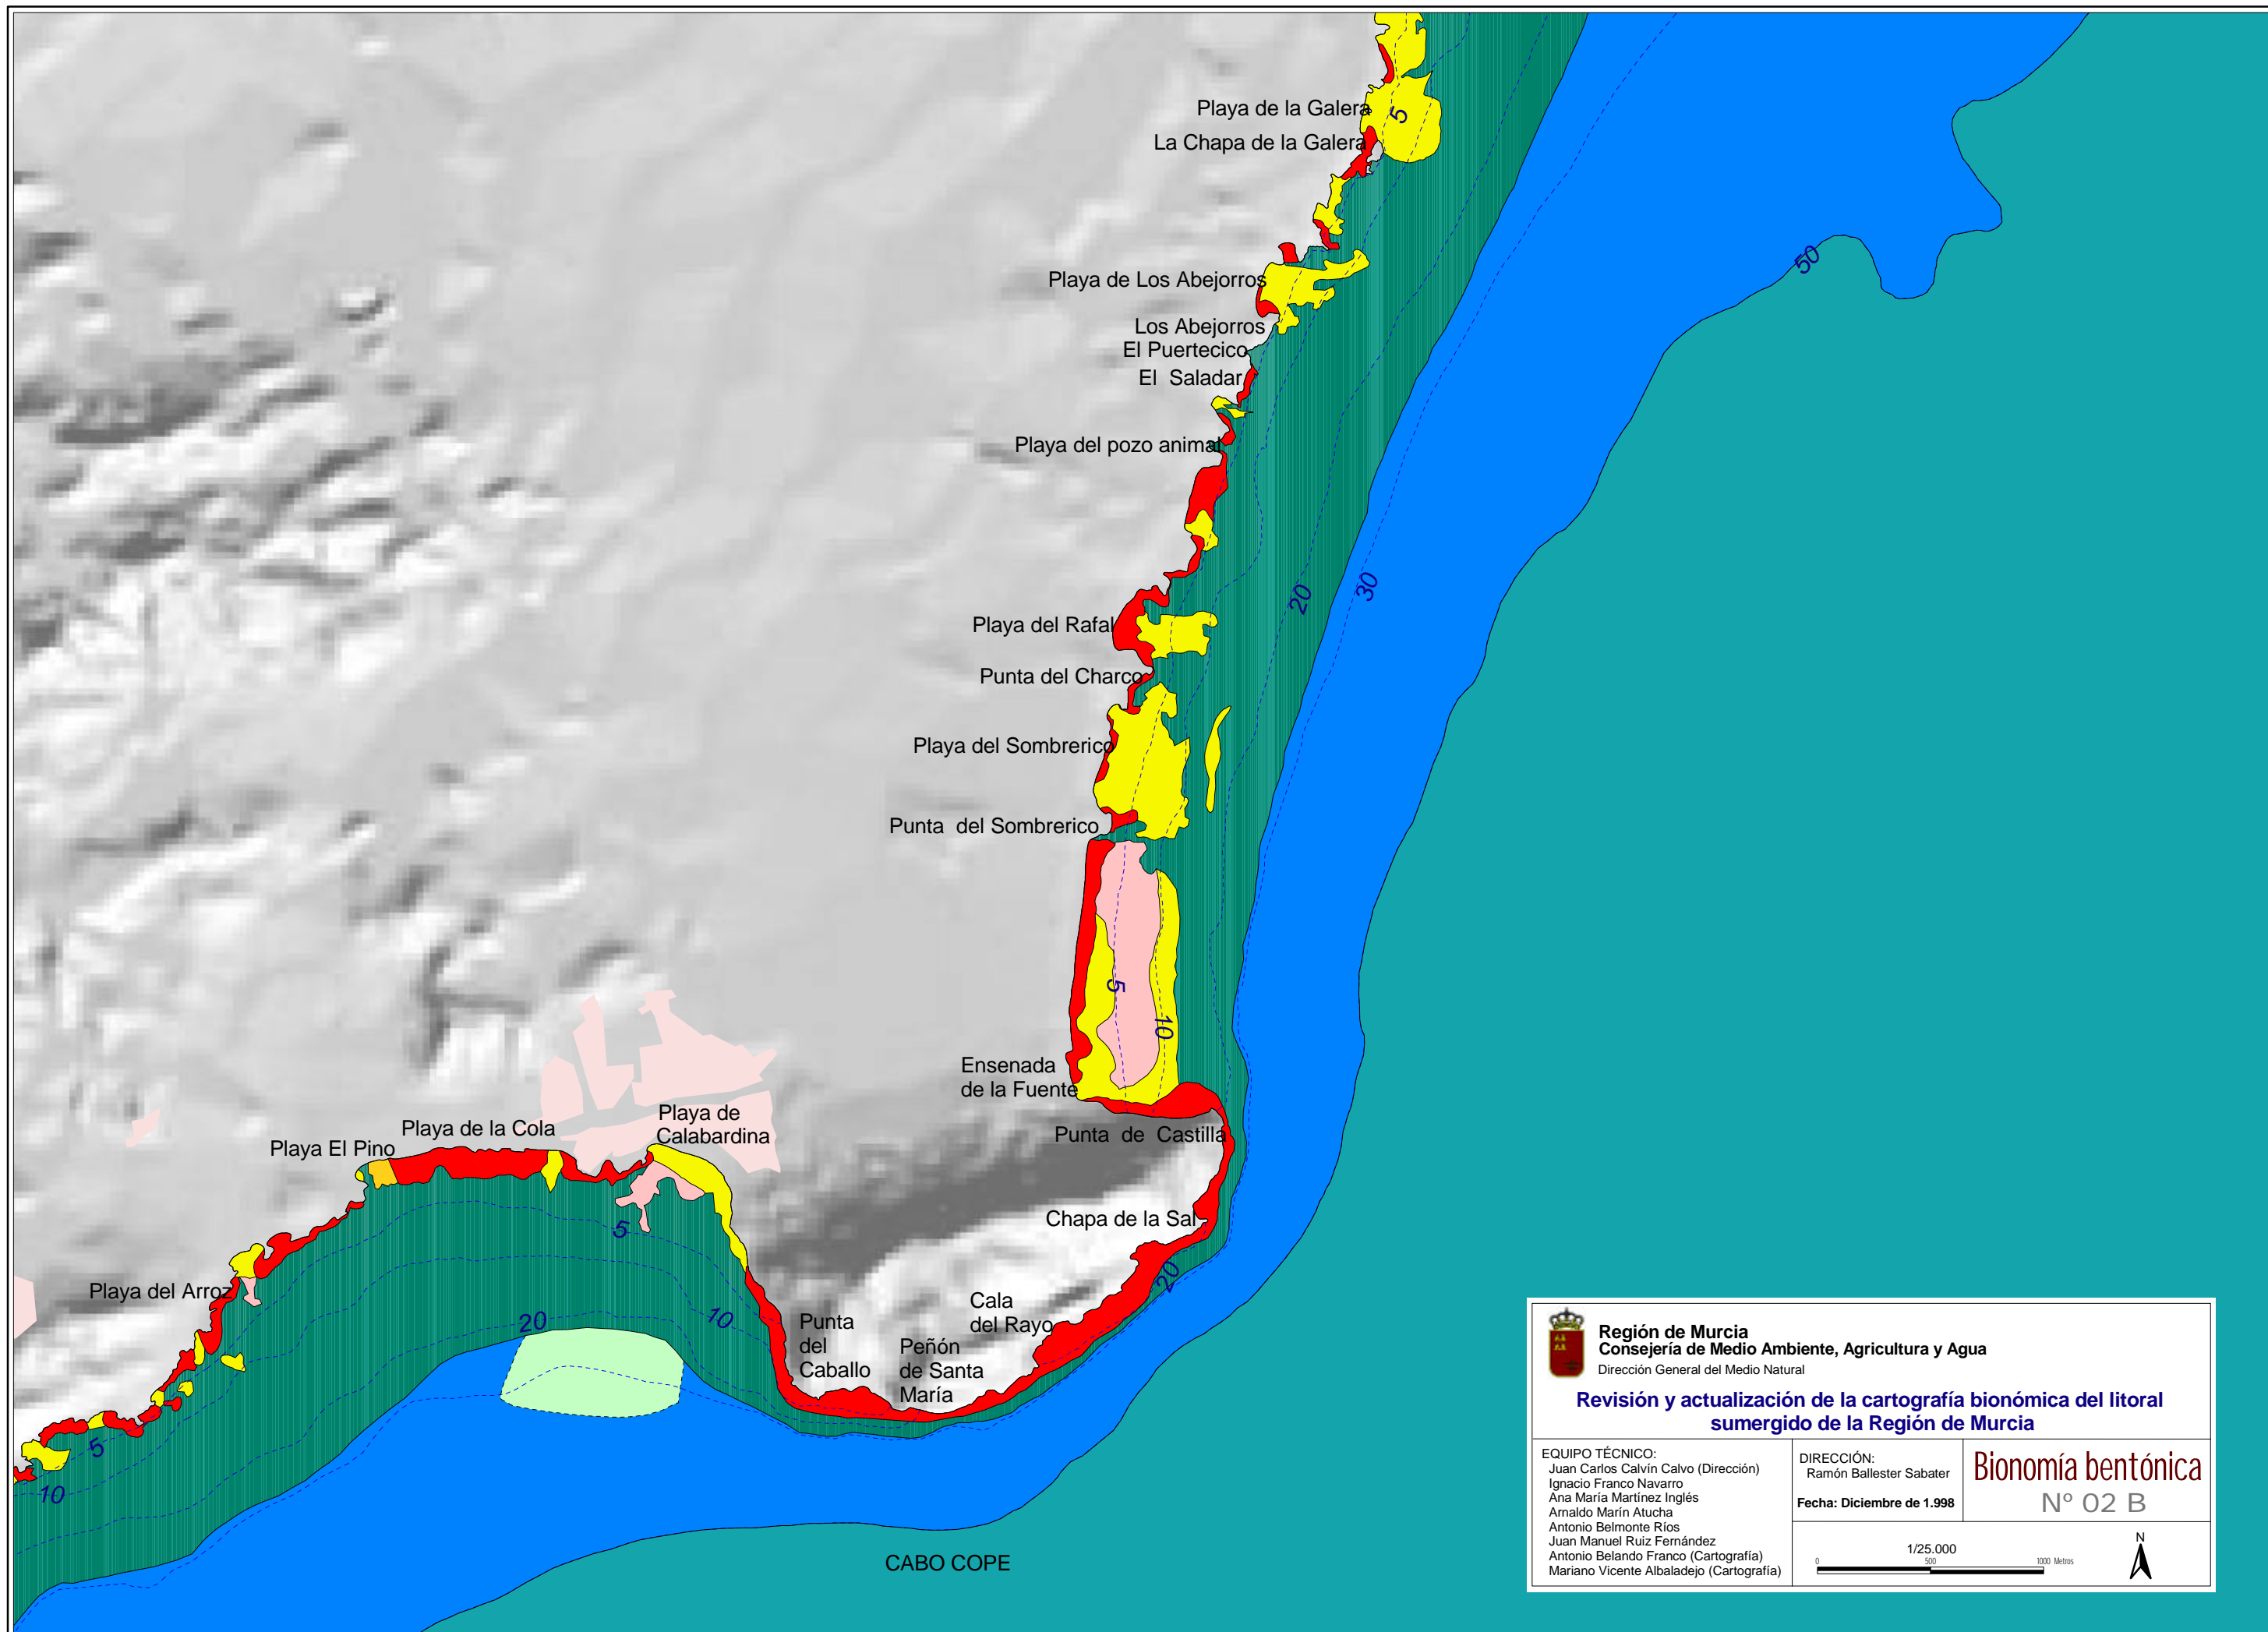 Playa de la Galera
5
La Chapa de la Galera
50
Playa de Los Abejorros
Los Abejorros
El Puertecico
El Saladar
Playa del pozo animal
20
30
Playa del Rafal
Punta del Charco
Playa del Sombrerico
Punta del Sombrerico
5
10
Ensenada
de la Fuente
Playa de
Calabardina
Playa de la Cola
Playa El Pino
Punta de Castilla
Chapa de la Sal
5
20
Playa del Arroz
20
10
Cala
del Rayo
Punta
del
Caballo
Peñón
de Santa
María
5
10
CABO COPE
Región de Murcia
Consejería de Medio Ambiente, Agricultura y Agua
Dirección General del Medio Natural
Revisión y actualización de la cartografía bionómica del litoral
sumergido de la Región de Murcia
EQUIPO TÉCNICO:
Juan Carlos Calvín Calvo (Dirección)
Ignacio Franco Navarro
Ana María Martínez Inglés
Arnaldo Marín Atucha
Antonio Belmonte Ríos
Juan Manuel Ruiz Fernández
Antonio Belando Franco (Cartografía)
Mariano Vicente Albaladejo (Cartografía)
DIRECCIÓN:
Ramón Ballester Sabater
Fecha: Diciembre de 1.998
Bionomía bentónica
Nº 02 B
1/25.000
0 500 1000 Metros
N